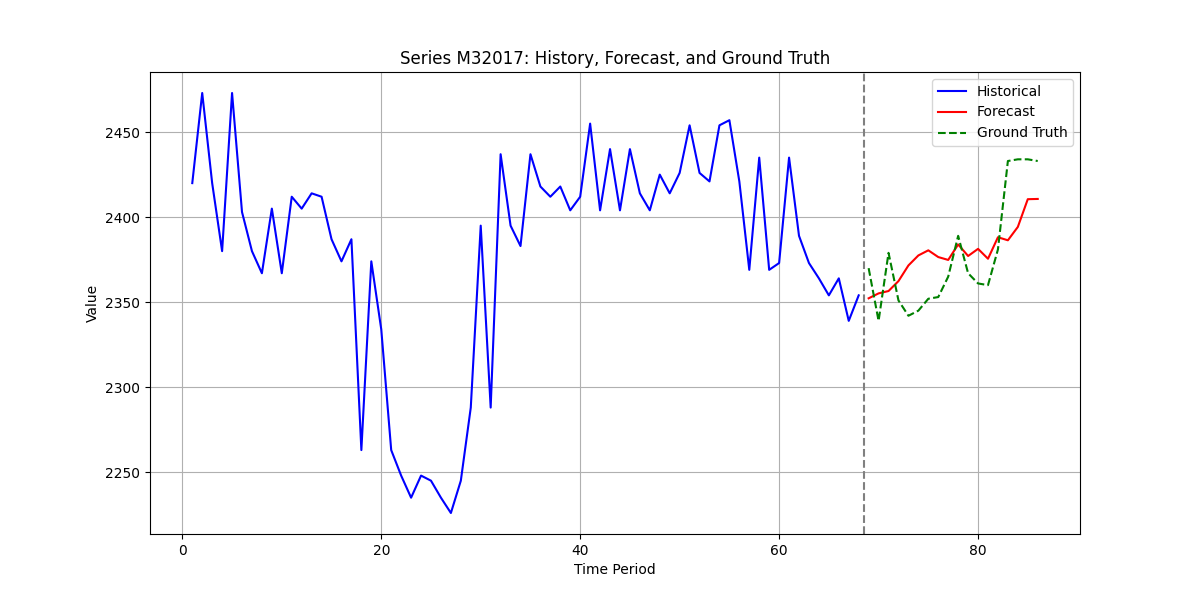 Series M32017: History, Forecast, and Ground Truth
Historical
Forecast
Ground Truth
2450
2400
2350
2300
2250
Value
0 20 40 60 80
Time Period